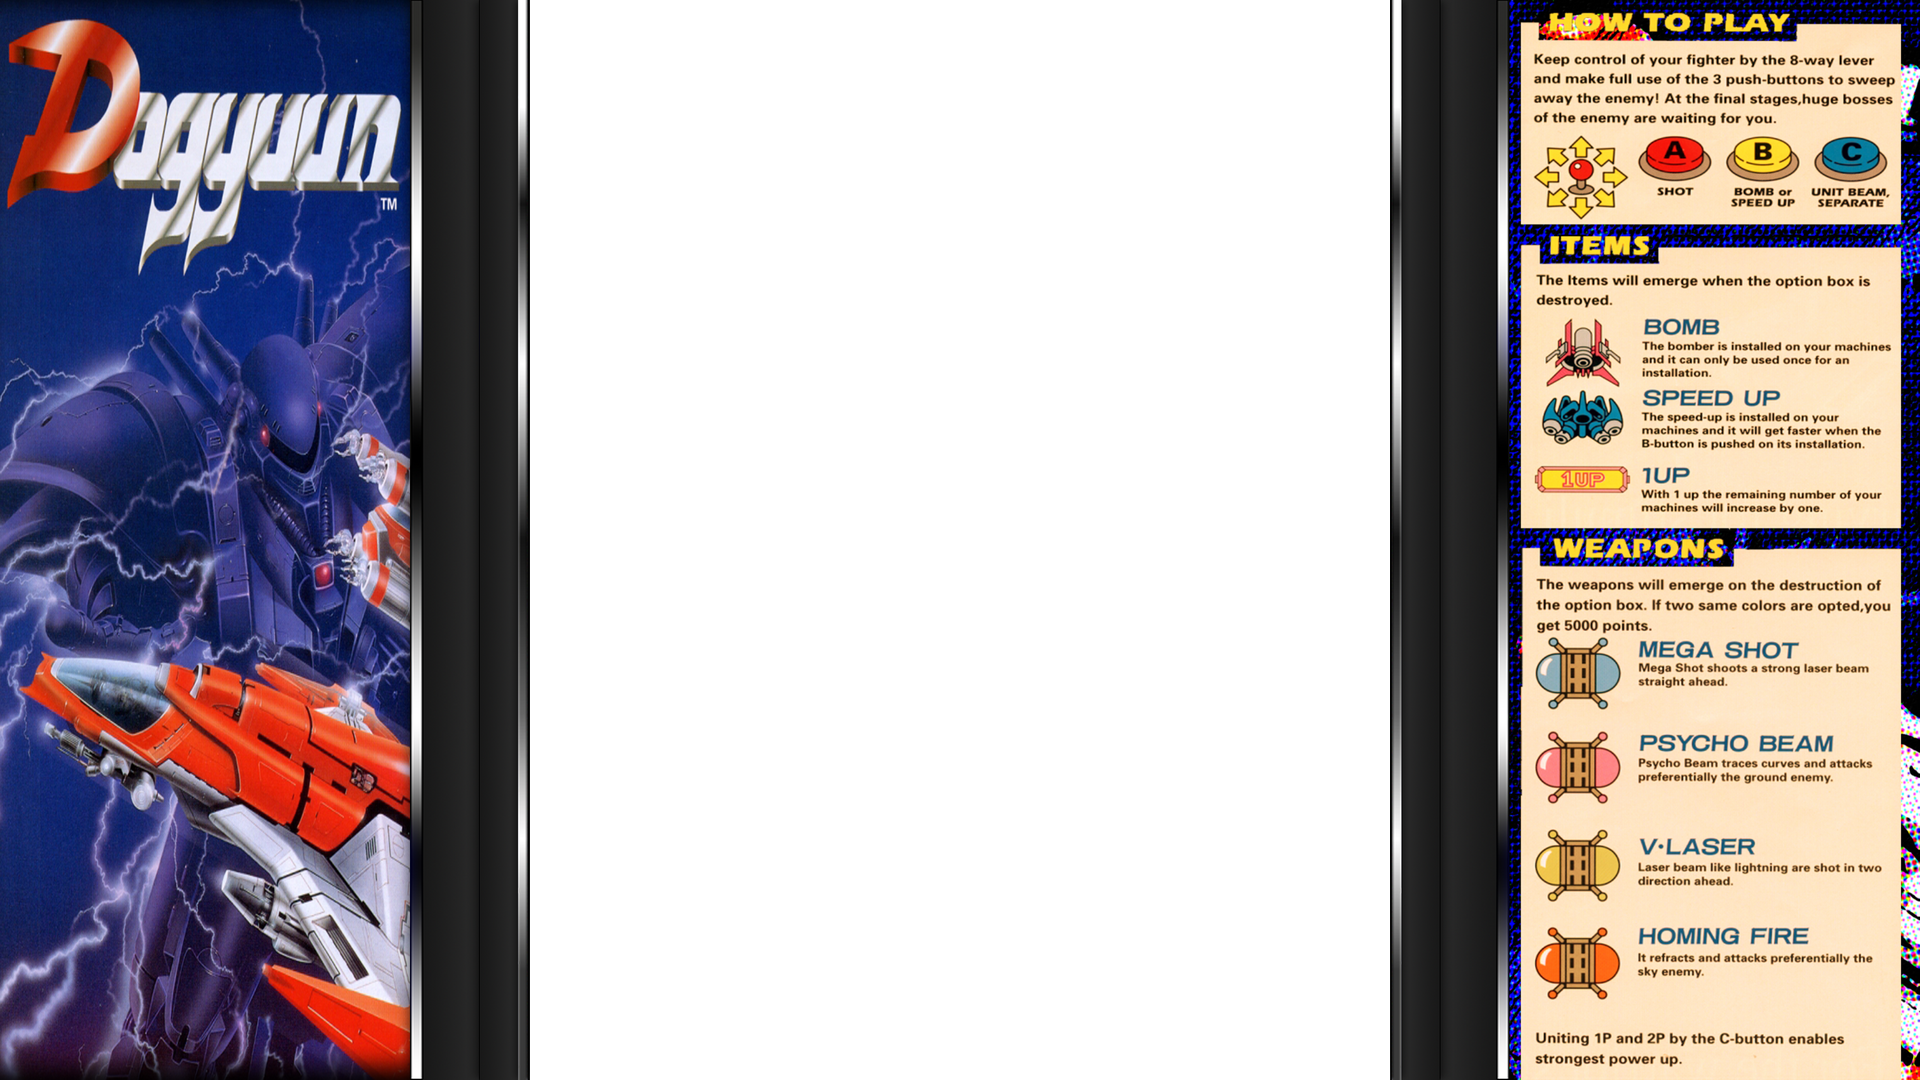 Dogyuun
TM
HOW TO PLAY
Keep control of your fighter by the 8-way lever
and make full use of the 3 push-buttons to sweep
away the enemy! At the final stages,huge bosses
of the enemy are waiting for you.
A
B
C
SHOT
BOMB or
SPEED UP
UNIT BEAM,
SEPARATE
ITEMS
The Items will emerge when the option box is
destroyed.
BOMB
The bomber is installed on your machines
and it can only be used once for an
installation.
SPEED UP
The speed-up is installed on your
machines and it will get faster when the
B-button is pushed on its installation.
1UP
1UP
With 1 up the remaining number of your
machines will increase by one.
WEAPONS
The weapons will emerge on the destruction of
the option box. If two same colors are opted,you
get 5000 points.
MEGA SHOT
Mega Shot shoots a strong laser beam
straight ahead.
PSYCHO BEAM
Psycho Beam traces curves and attacks
preferentially the ground enemy.
V·LASER
Laser beam like lightning are shot in two
direction ahead.
HOMING FIRE
It refracts and attacks preferentially the
sky enemy.
Uniting 1P and 2P by the C-button enables
strongest power up.